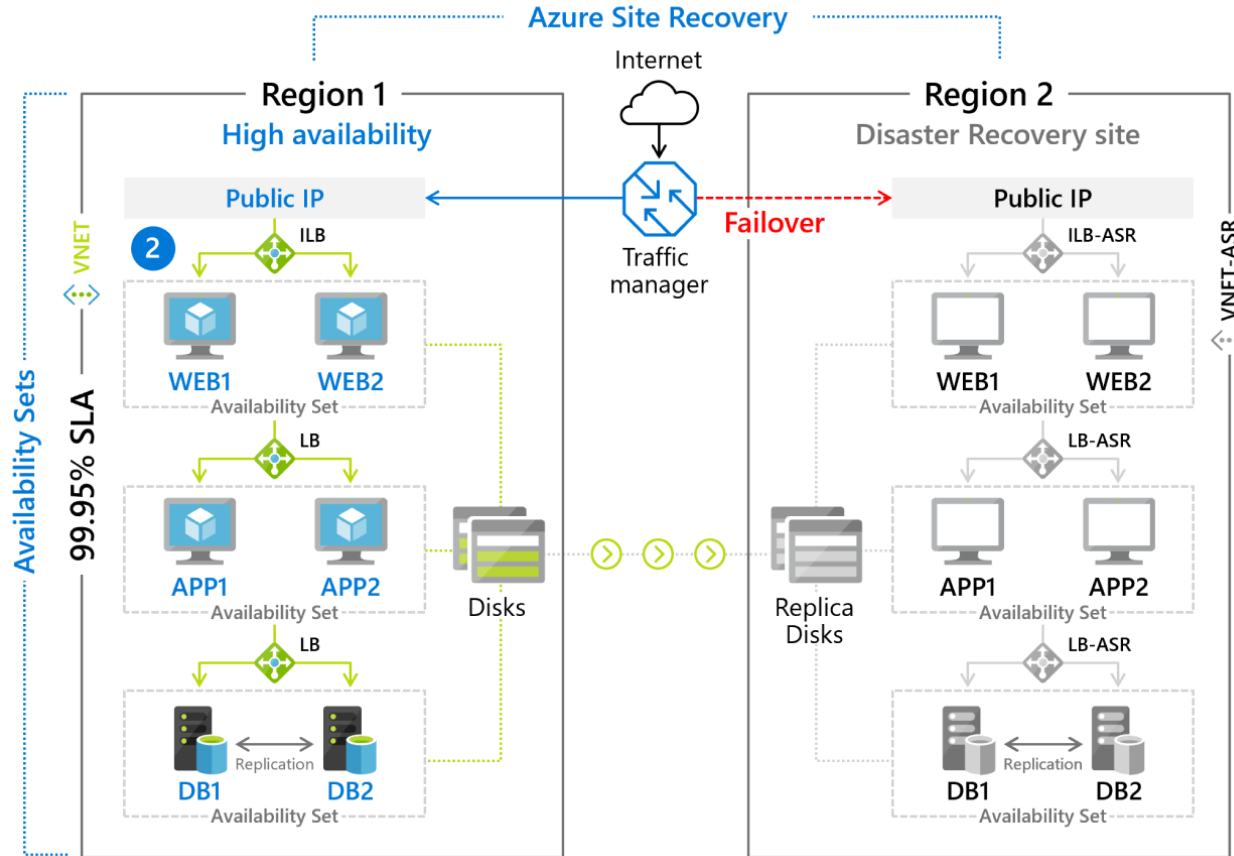 Azure Site Recovery
Internet
Region 1
High availability
Region 2
Disaster Recovery site
Public IP
Public IP
Failover
Traffic
manager
2
ILB
ILB-ASR
VNET
VNET-ASR
WEB1
WEB2
Availability Set
WEB1
WEB2
Availability Set
Availability Sets
99.95% SLA
LB
LB-ASR
APP1
APP2
Availability Set
Disks
Replica
Disks
APP1
APP2
Availability Set
LB
LB-ASR
Replication
DB1
DB2
Availability Set
Replication
DB1
DB2
Availability Set